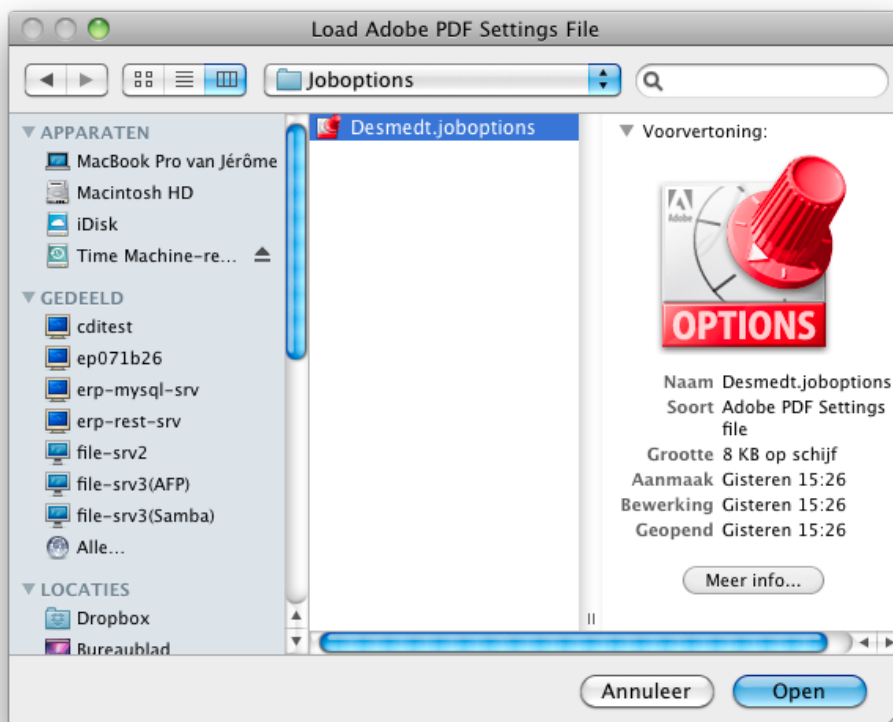 Load Adobe PDF Settings File
Joboptions
APPARATEN
MacBook Pro van Jérôme
Macintosh HD
iDisk
Time Machine-re...
GEDEELD
cditest
ep071b26
erp-mysql-srv
erp-rest-srv
file-srv2
file-srv3(AFP)
file-srv3(Samba)
Alle...
LOCATIES
Dropbox
Bureaublad
Desmedt.joboptions
Voorvertoning:
Adobe
OPTIONS
Naam Desmedt.joboptions
Soort Adobe PDF Settings
file
Grootte 8 KB op schijf
Aanmaak Gisteren 15:26
Bewerking Gisteren 15:26
Geopend Gisteren 15:26
Meer info...
Annuleer
Open